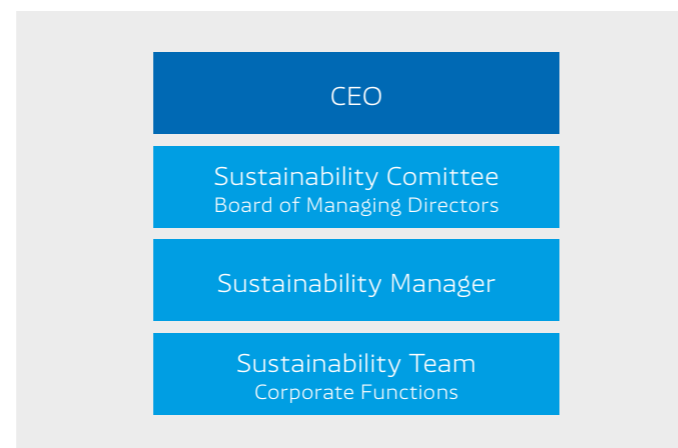 CEO
Sustainability Comittee
Board of Managing Directors
Sustainability Manager
Sustainability Team
Corporate Functions